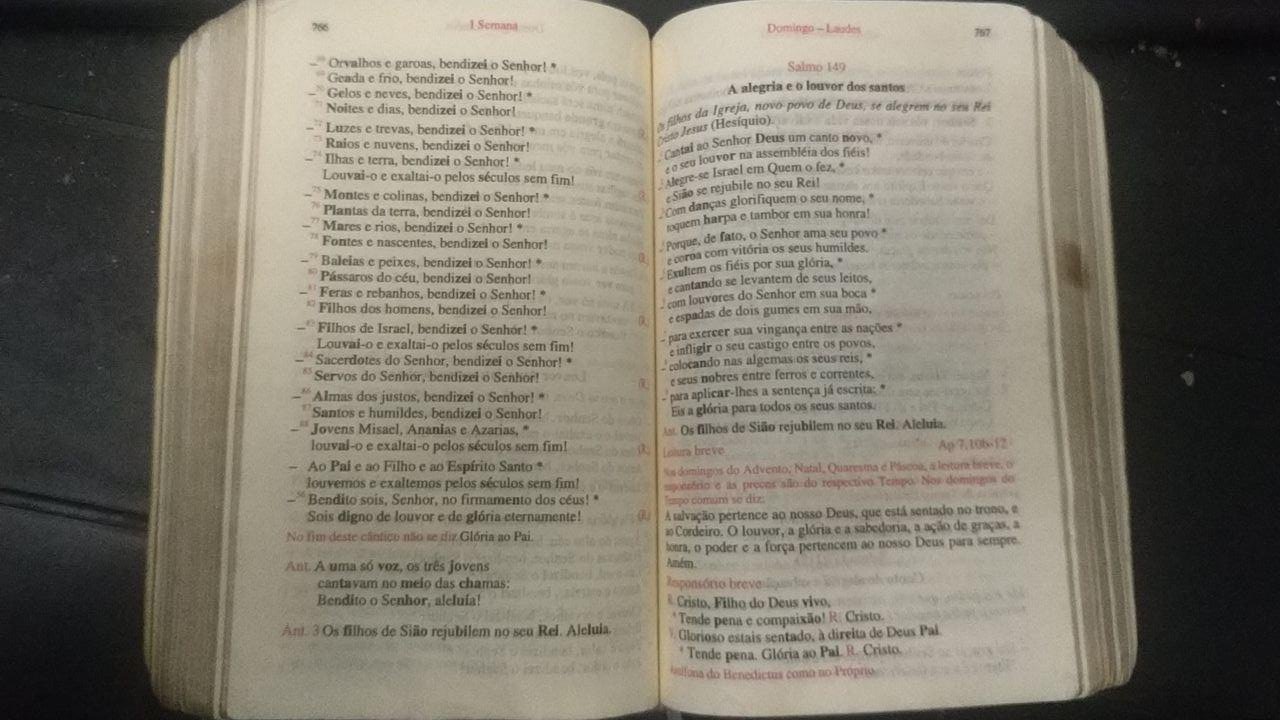 766
I Semana
– Orvalhos e garoas, bendizei o Senhor! *
Geada e frio, bendizei o Senhor!
– Gelos e neves, bendizei o Senhor! *
Noites e dias, bendizei o Senhor!
– Luzes e trevas, bendizei o Senhor! *
Raios e nuvens, bendizei o Senhor!
– Ilhas e terra, bendizei o Senhor! *
Louvai-o e exaltai-o pelos séculos sem fim!
– 75 Montes e colinas, bendizei o Senhor! *
76 Plantas da terra, bendizei o Senhor!
– 77 Mares e rios, bendizei o Senhor! *
78 Fontes e nascentes, bendizei o Senhor!
– 79 Baleias e peixes, bendizei o Senhor! *
80 Pássaros do céu, bendizei o Senhor!
– 81 Feras e rebanhos, bendizei o Senhor! *
82 Filhos dos homens, bendizei o Senhor!
– 83 Filhos de Israel, bendizei o Senhor! *
Louvai-o e exaltai-o pelos séculos sem fim!
– 84 Sacerdotes do Senhor, bendizei o Senhor! *
85 Servos do Senhor, bendizei o Senhor!
– 86 Almas dos justos, bendizei o Senhor! *
87 Santos e humildes, bendizei o Senhor!
– 88 Jovens Misael, Ananias e Azarias, *
louvai-o e exaltai-o pelos séculos sem fim!
– Ao Pai e ao Filho e ao Espírito Santo *
louvemos e exaltemos pelos séculos sem fim!
– 56 Bendito sois, Senhor, no firmamento dos céus! *
Sois digno de louvor e de glória eternamente! (R.)
No fim deste cântico não se diz Glória ao Pai.
Ant. A uma só voz, os três jovens
cantavam no meio das chamas:
Bendito o Senhor, aleluia!
Ant. 3 Os filhos de Sião rejubilem no seu Rei. Aleluia.
Domingo – Laudes
767
Salmo 149
A alegria e o louvor dos santos
Os filhos da Igreja, novo povo de Deus, se alegrem no seu Rei
Cristo Jesus (Hesíquio).
Cantai ao Senhor Deus um canto novo, *
e o seu louvor na assembléia dos fiéis!
Alegre-se Israel em Quem o fez, *
e Sião se rejubile no seu Rei!
Com danças glorifiquem o seu nome, *
toquem harpa e tambor em sua honra!
Porque, de fato, o Senhor ama seu povo *
e coroa com vitória os seus humildes.
Exultem os fiéis por sua glória, *
e cantando se levantem de seus leitos,
com louvores do Senhor em sua boca *
e espadas de dois gumes em sua mão,
– para exercer sua vingança entre as nações *
e infligir o seu castigo entre os povos,
colocando nas algemas os seus reis, *
e seus nobres entre ferros e correntes,
– para aplicar-lhes a sentença já escrita: *
Eis a glória para todos os seus santos.
Ant. Os filhos de Sião rejubilem no seu Rei. Aleluia.
Leitura breve
Ap 7,10b-12
Nos domingos do Advento, Natal, Quaresma e Páscoa, a leitura breve, o
responsório e as preces são do respectivo Tempo. Nos domingos do
Tempo comum se diz:
A salvação pertence ao nosso Deus, que está sentado no trono, e
ao Cordeiro. O louvor, a glória e a sabedoria, a ação de graças, a
honra, o poder e a força pertencem ao nosso Deus para sempre.
Amém.
Responsório breve
R. Cristo, Filho do Deus vivo,
* Tende pena e compaixão! R. Cristo.
V. Glorioso estais sentado, à direita de Deus Pai.
* Tende pena. Glória ao Pai. R. Cristo.
Antífona do Benedictus como no Próprio.